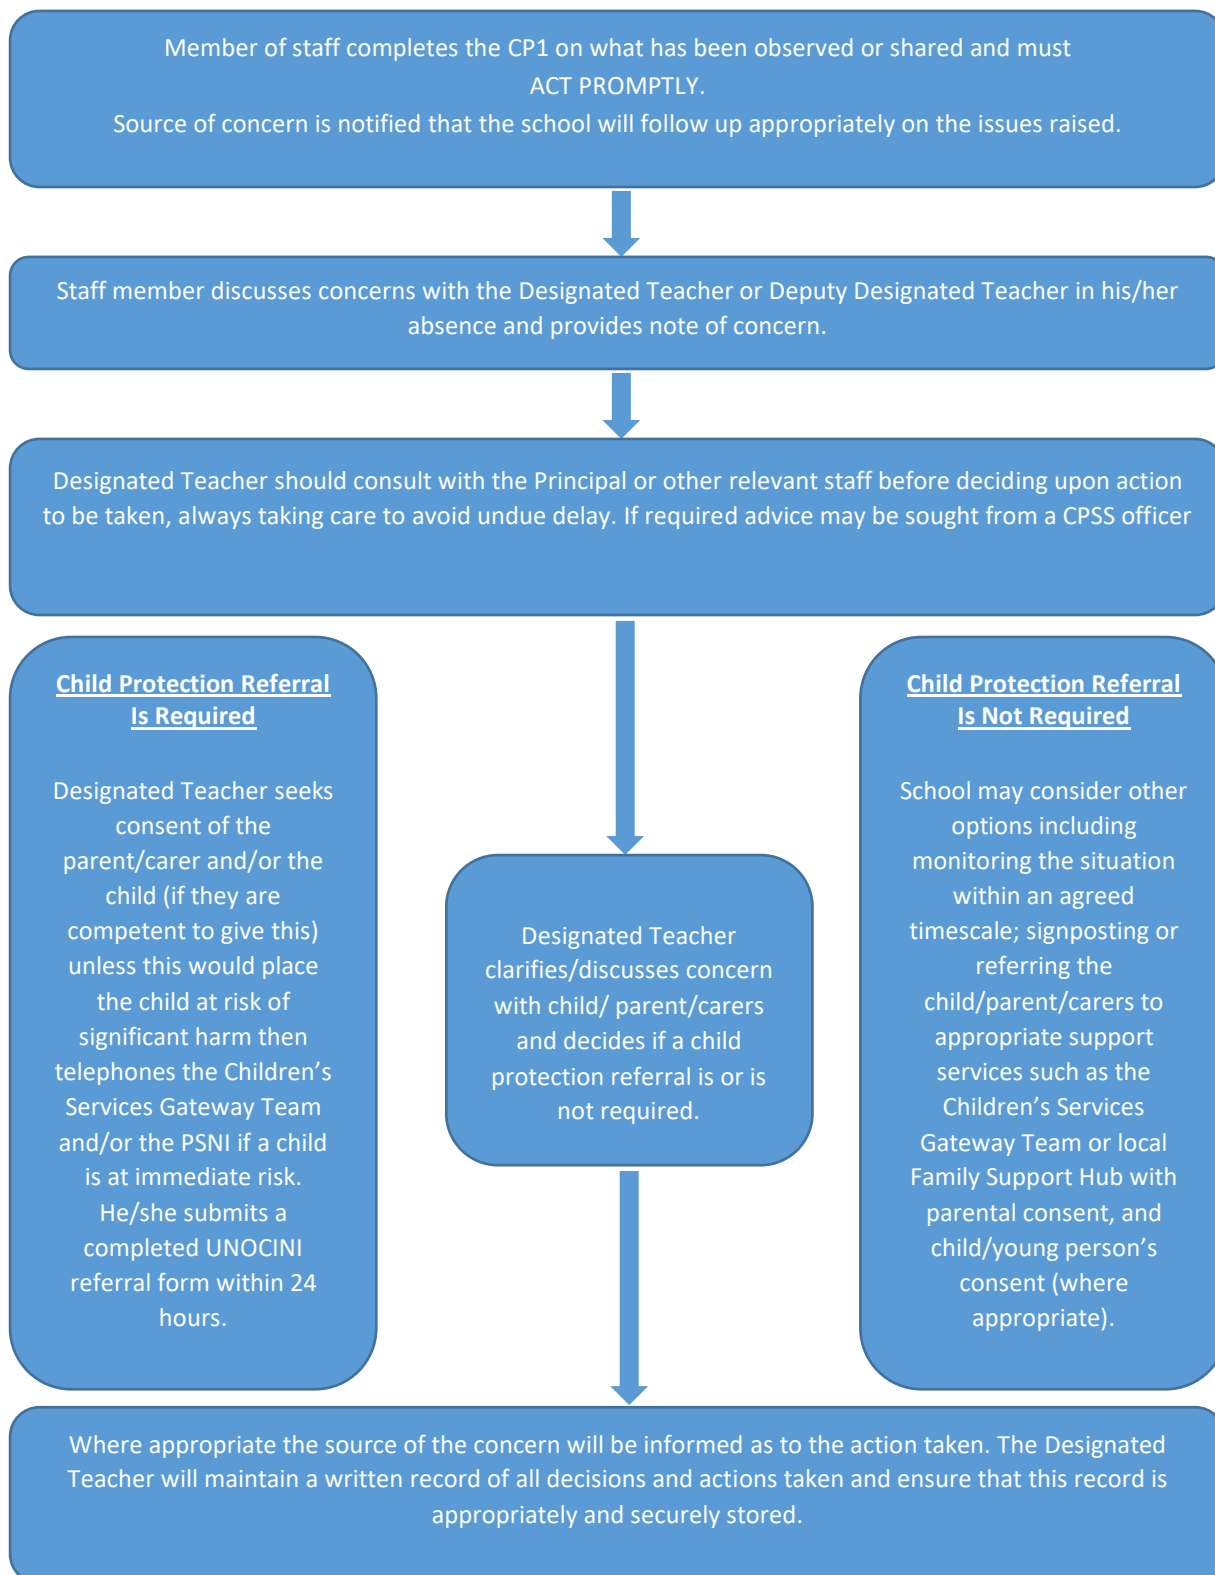 Member of staff completes the CP1 on what has been observed or shared and must
ACT PROMPTLY.
Source of concern is notified that the school will follow up appropriately on the issues raised.
Staff member discusses concerns with the Designated Teacher or Deputy Designated Teacher in his/her
absence and provides note of concern.
Designated Teacher should consult with the Principal or other relevant staff before deciding upon action
to be taken, always taking care to avoid undue delay. If required advice may be sought from a CPSS officer
Child Protection Referral
Is Required
Designated Teacher seeks
consent of the
parent/carer and/or the
child (if they are
competent to give this)
unless this would place
the child at risk of
significant harm then
telephones the Children’s
Services Gateway Team
and/or the PSNI if a child
is at immediate risk.
He/she submits a
completed UNOCINI
referral form within 24
hours.
Designated Teacher
clarifies/discusses concern
with child/ parent/carers
and decides if a child
protection referral is or is
not required.
Child Protection Referral
Is Not Required
School may consider other
options including
monitoring the situation
within an agreed
timescale; signposting or
referring the
child/parent/carers to
appropriate support
services such as the
Children’s Services
Gateway Team or local
Family Support Hub with
parental consent, and
child/young person’s
consent (where
appropriate).
Where appropriate the source of the concern will be informed as to the action taken. The Designated
Teacher will maintain a written record of all decisions and actions taken and ensure that this record is
appropriately and securely stored.